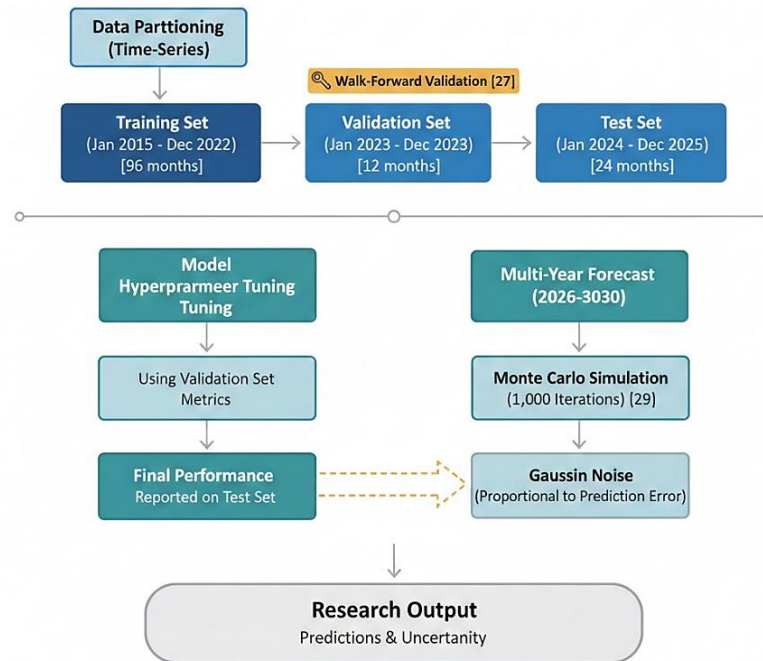 Data Parttioning
(Time-Series)
Walk-Forward Validation [27]
Training Set
(Jan 2015 - Dec 2022)
[96 months]
Validation Set
(Jan 2023 - Dec 2023)
[12 months]
Test Set
(Jan 2024 - Dec 2025)
[24 months]
Model
Hyperprarmeer Tuning
Tuning
Using Validation Set
Metrics
Final Performance
Reported on Test Set
Multi-Year Forecast
(2026-3030)
Monte Carlo Simulation
(1,000 Iterations) (29]
Gaussin Noise
(Proportional to Prediction Error)
Research Output
Predictions & Uncertanity